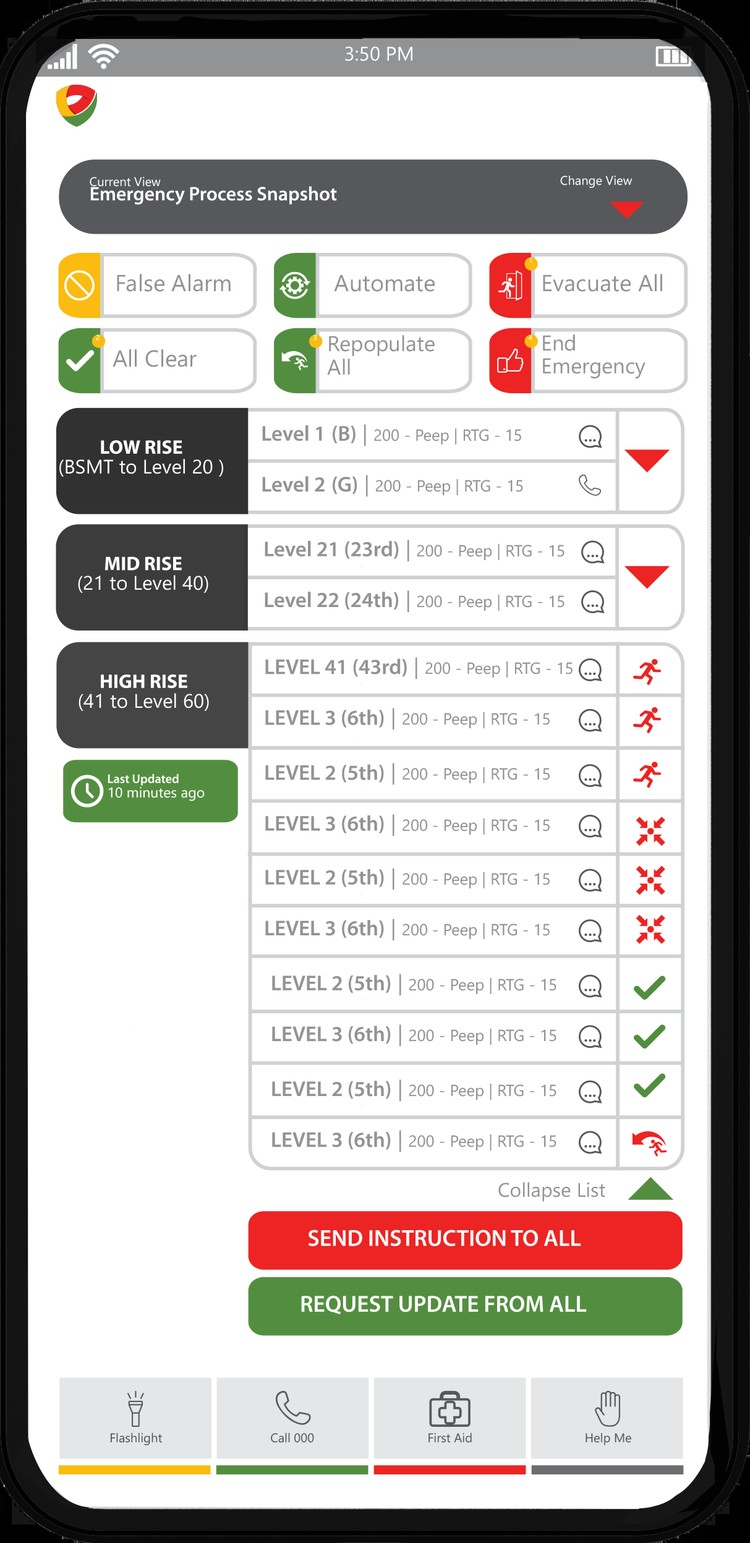 3:50 PM
Current View
Emergency Process Snapshot
Change View
False Alarm
Automate
Evacuate All
All Clear
Repopulate
All
End
Emergency
LOW RISE
(BSMT to Level 20 )
Level 1 (B) | 200 - Peep | RTG - 15
Level 2 (G) | 200 - Peep | RTG - 15
MID RISE
(21 to Level 40)
Level 21 (23rd) | 200 - Peep | RTG - 15
Level 22 (24th) | 200 - Peep | RTG - 15
HIGH RISE
(41 to Level 60)
LEVEL 41 (43rd) | 200 - Peep | RTG - 15
LEVEL 3 (6th) | 200 - Peep | RTG - 15
Last Updated
10 minutes ago
LEVEL 2 (5th) | 200 - Peep | RTG - 15
LEVEL 3 (6th) | 200 - Peep | RTG - 15
LEVEL 2 (5th) | 200 - Peep | RTG - 15
LEVEL 3 (6th) | 200 - Peep | RTG - 15
LEVEL 2 (5th) | 200 - Peep | RTG - 15
LEVEL 3 (6th) | 200 - Peep | RTG - 15
LEVEL 2 (5th) | 200 - Peep | RTG - 15
LEVEL 3 (6th) | 200 - Peep | RTG - 15
Collapse List
SEND INSTRUCTION TO ALL
REQUEST UPDATE FROM ALL
Flashlight
Call 000
First Aid
Help Me